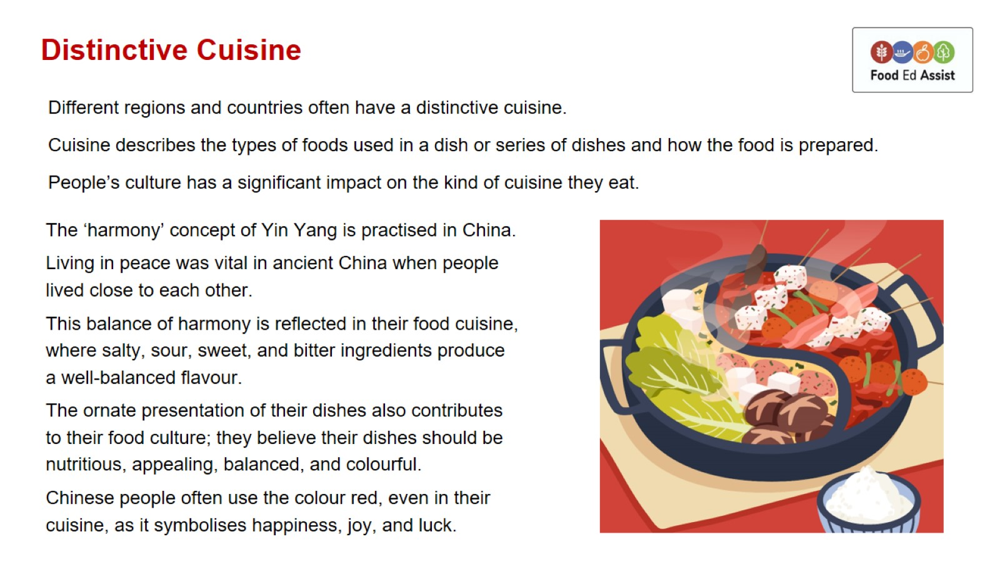 Distinctive Cuisine
Food Ed Assist
Different regions and countries often have a distinctive cuisine.
Cuisine describes the types of foods used in a dish or series of dishes and how the food is prepared.
People’s culture has a significant impact on the kind of cuisine they eat.
The ‘harmony’ concept of Yin Yang is practised in China.
Living in peace was vital in ancient China when people
lived close to each other.
This balance of harmony is reflected in their food cuisine,
where salty, sour, sweet, and bitter ingredients produce
a well-balanced flavour.
The ornate presentation of their dishes also contributes
to their food culture; they believe their dishes should be
nutritious, appealing, balanced, and colourful.
Chinese people often use the colour red, even in their
cuisine, as it symbolises happiness, joy, and luck.